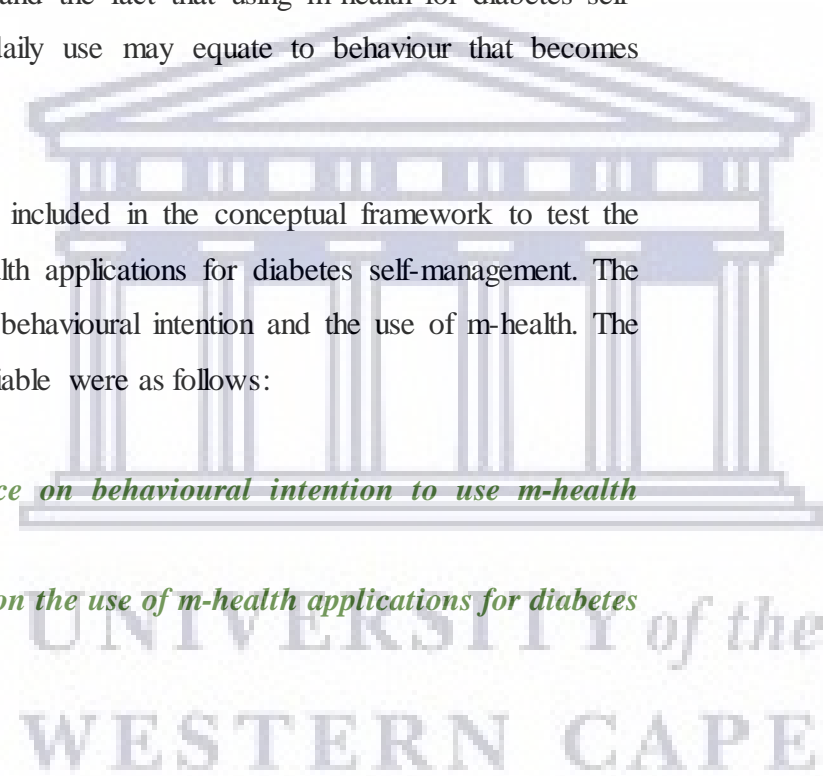 and the fact that using m-health for diabetes self-
daily use may equate to behaviour that becomes
included in the conceptual framework to test the
applications for diabetes self-management. The
behavioural intention and the use of m-health. The
were as follows:
on behavioural intention to use m-health
on the use of m-health applications for diabetes
UNIVERSITY of the
WESTERN CAPE